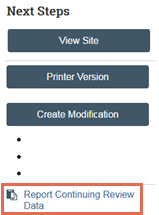 Next Steps
View Site
Printer Version
Create Modification
Report Continuing Review
Data